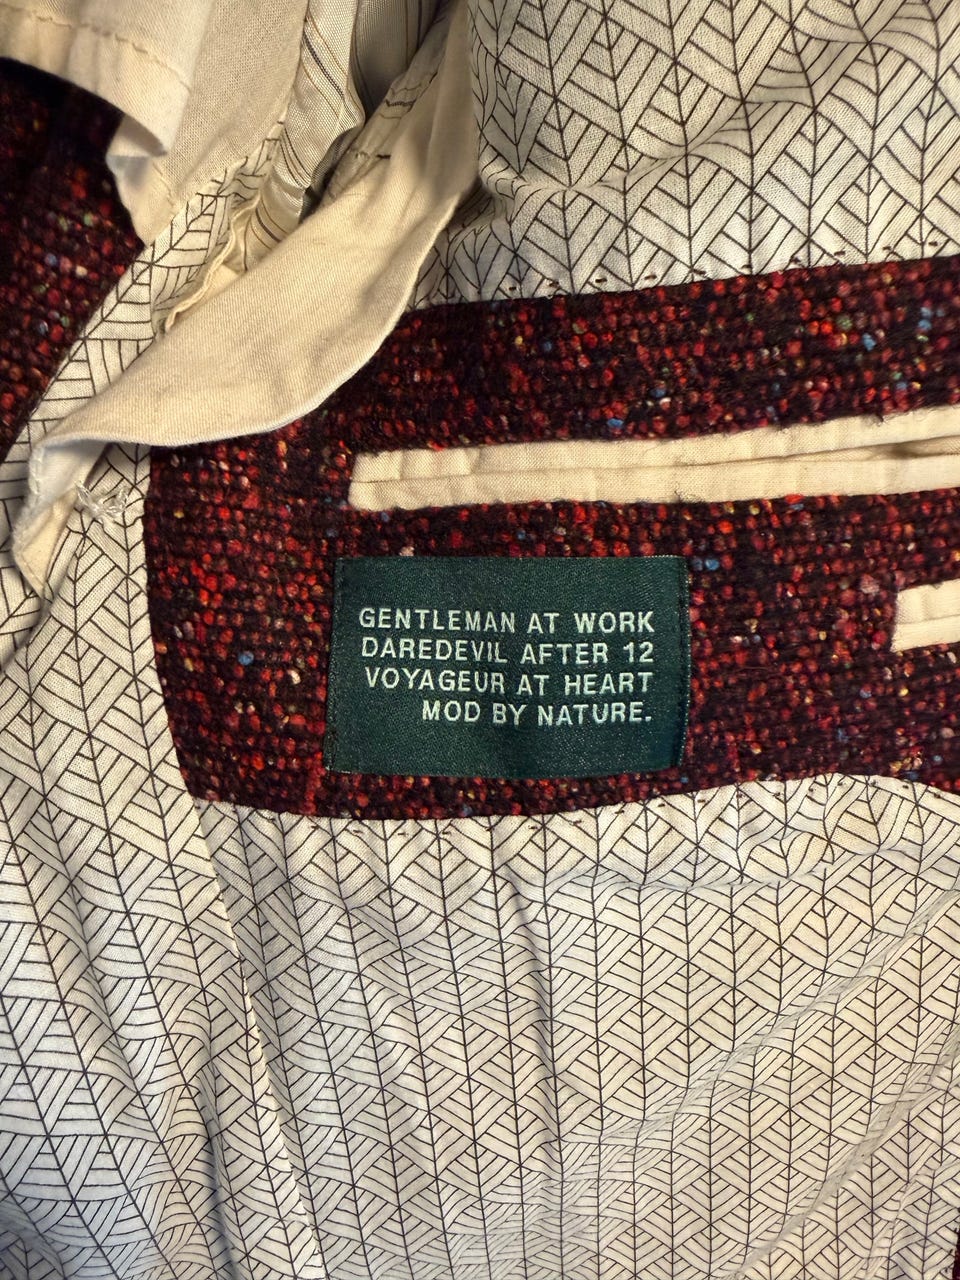 GENTLEMAN AT WORK
DAREDEVIL AFTER 12
VOYAGEUR AT HEART
MOD BY NATURE.